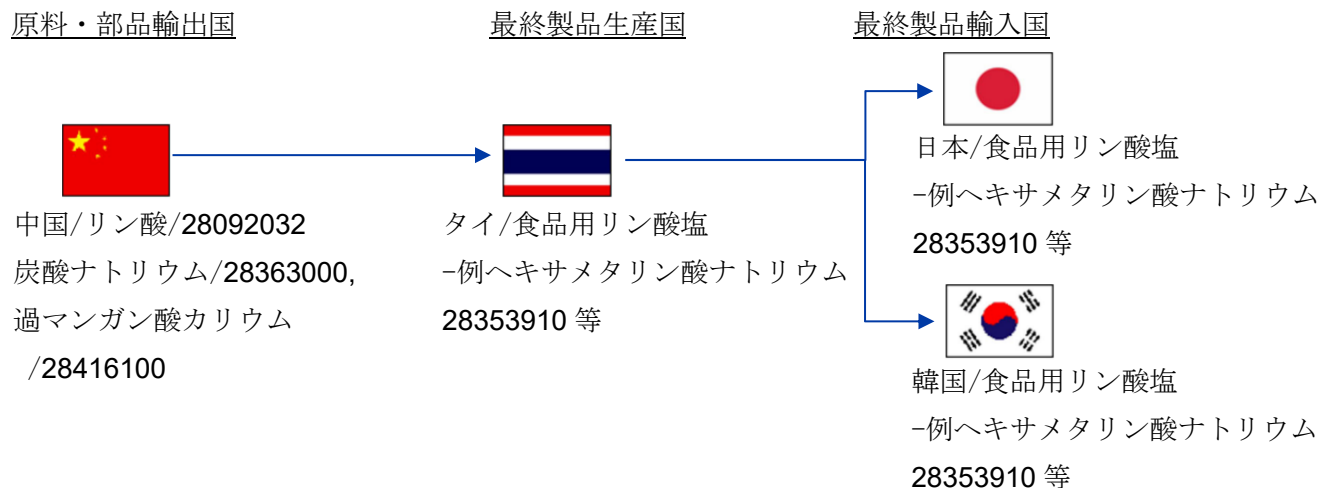 原料・部品輸出国
最終製品生産国
最終製品輸入国
中国/リン酸/28092032
炭酸ナトリウム/28363000,
過マンガン酸カリウム
/28416100
タイ/食品用リン酸塩
-例ヘキサメタリン酸ナトリウム
28353910 等
日本/食品用リン酸塩
-例ヘキサメタリン酸ナトリウム
28353910 等
韓国/食品用リン酸塩
-例ヘキサメタリン酸ナトリウム
28353910 等